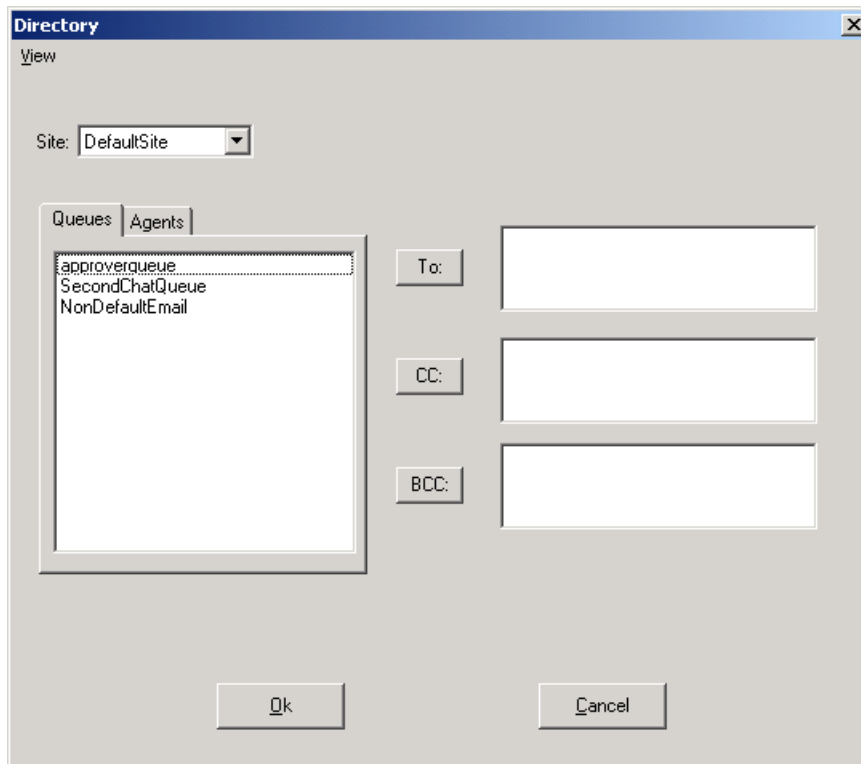 Directory
View
Site: DefaultSite
Queues Agents
approverqueue
SecondChatQueue
NonDefaultEmail
To:
CC:
BCC:
Ok Cancel